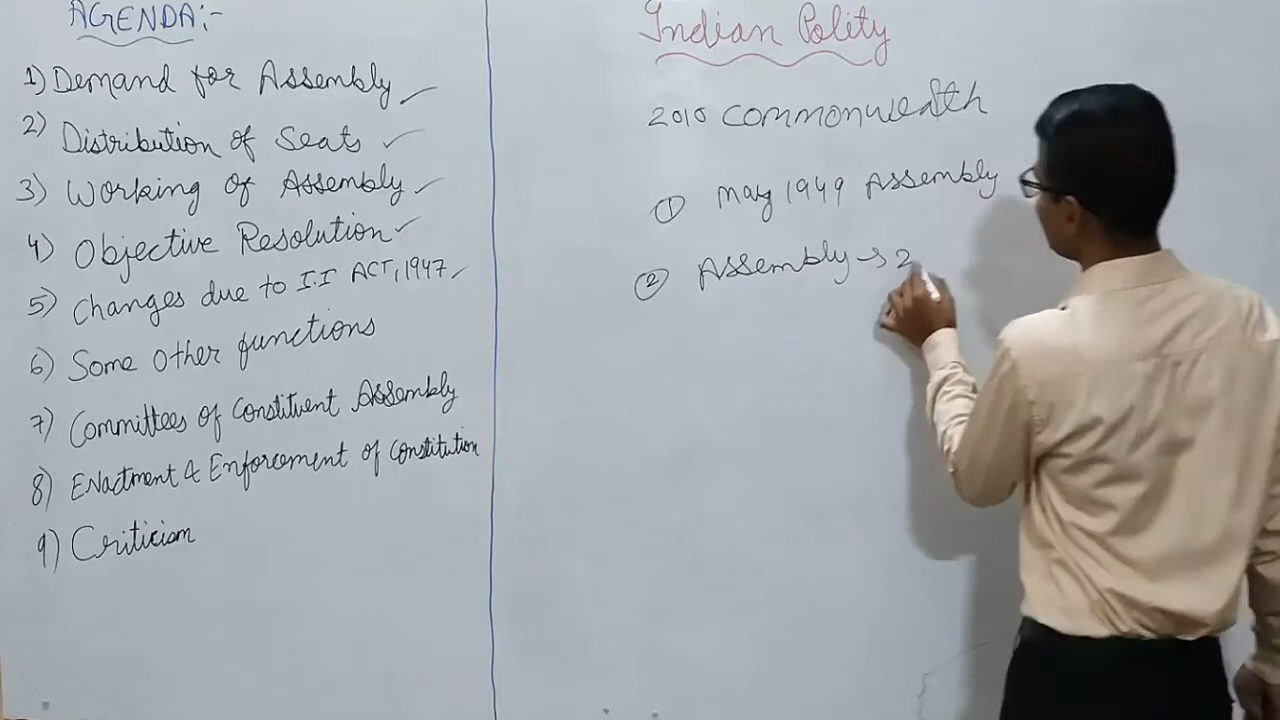 AGENDA:-
1) Demand for Assembly
2) Distribution of Seats
3) Working of Assembly
4) Objective Resolution
5) Changes due to I.I ACT, 1947
6) Some other functions
7) Committees of Constituent Assembly
8) Enactment & Enforcement of Constitution
9) Criticism
Indian Polity
2010 Commonwealth
① May 1949 Assembly
② Assembly → 2